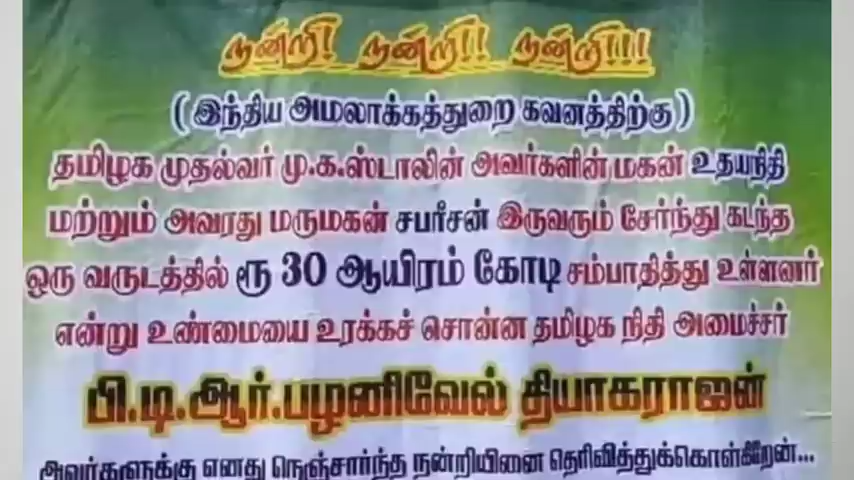 நன்றி! நன்றி!! நன்றி!!!
(இந்திய அமலாக்கத்துறை கவனத்திற்கு)
தமிழக முதல்வர் மு.க.ஸ்டாலின் அவர்களின் மகன் உதயநிதி
மற்றும் அவரது மருமகன் சபரீசன் இருவரும் சேர்ந்து கடந்த
ஒரு வருடத்தில் ரூ 30 ஆயிரம் கோடி சம்பாதித்து உள்ளனர்
என்று உண்மையை உரக்கச் சொன்ன தமிழக நிதி அமைச்சர்
பி.டி.ஆர்.பழனிவேல் தியாகராஜன்
அவர்களுக்கு எனது நெஞ்சார்ந்த நன்றியினை தெரிவித்துக்கொள்கிறேன்...